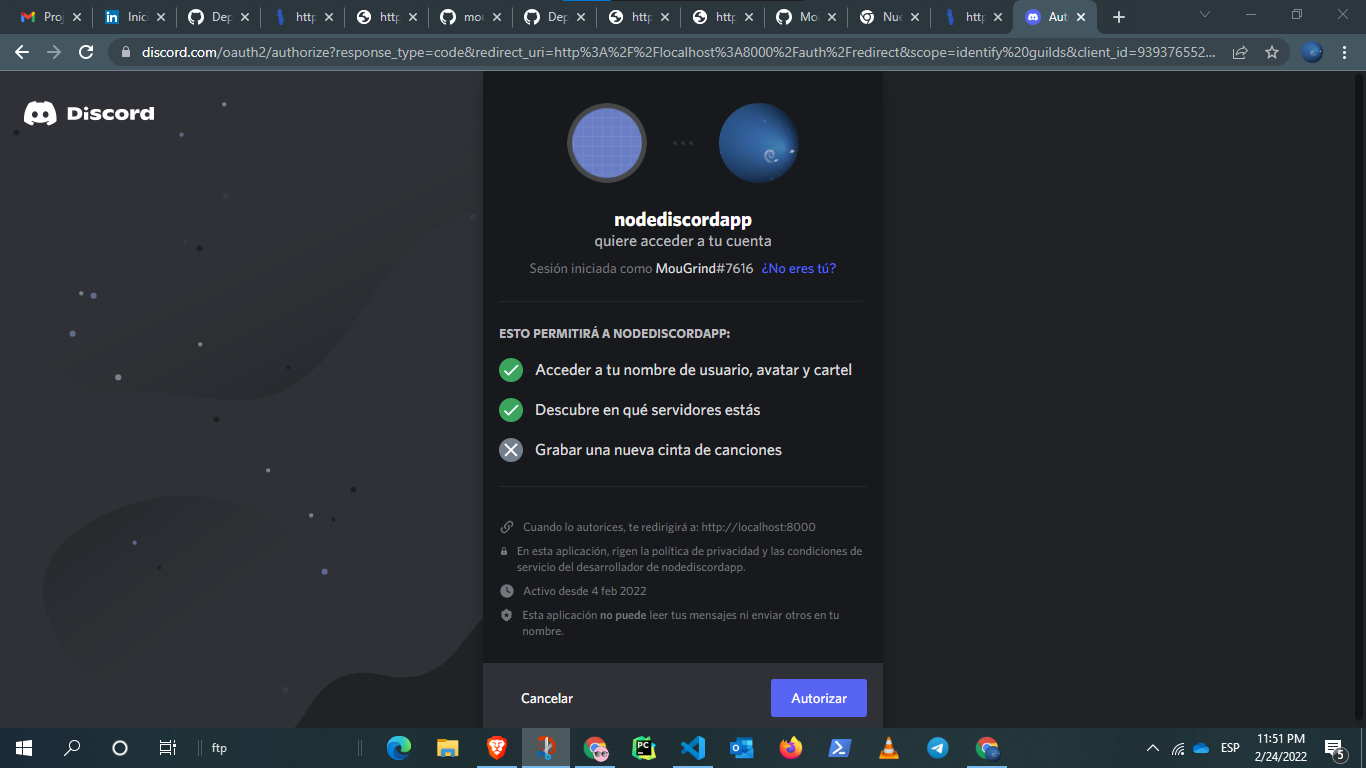 Proj
Inici
Dep
http
http
mou
Dep
http
http
Mou
Nue
http
Aut
discord.com/oauth2/authorize?response_type=code&redirect_uri=http%3A%2F%2Flocalhost%3A8000%2Fauth%2Fredirect&scope=identify%20guilds&client_id=939376552...
Discord
nodediscordapp
quiere acceder a tu cuenta
Sesión iniciada como MouGrind#7616 ¿No eres tú?
ESTO PERMITIRÁ A NODEDISCORDAPP:
Acceder a tu nombre de usuario, avatar y cartel
Descubre en qué servidores estás
Grabar una nueva cinta de canciones
Cuando lo autorices, te redirigirá a: http://localhost:8000
En esta aplicación, rigen la política de privacidad y las condiciones de
servicio del desarrollador de nodediscordapp.
Activo desde 4 feb 2022
Esta aplicación no puede leer tus mensajes ni enviar otros en tu
nombre.
Cancelar
Autorizar
ftp
PC
ESP
11:51 PM
2/24/2022
5